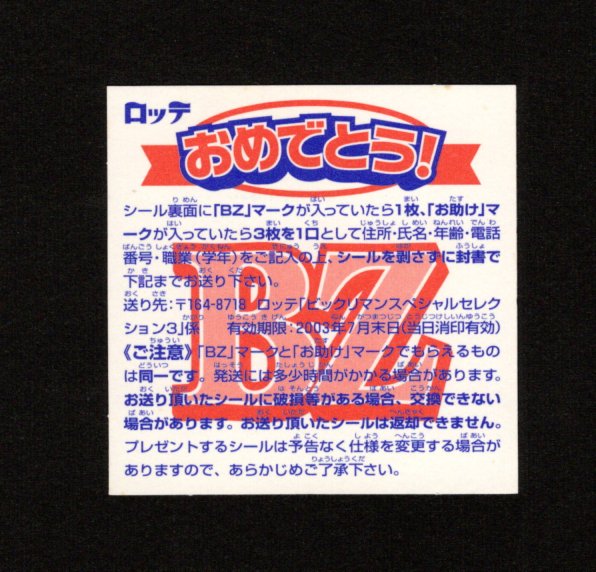 ロッテ
おめでとう!
シール裏面に「BZ」マークが入っていたら1枚、「お助け」マ
ークが入っていたら3枚を1口として住所・氏名・年齢・電話
番号・職業(学年)をご記入の上、シールを剥さずに封書で
下記までお送り下さい。
送り先:〒164-8718 ロッテ「ビックリマンスペシャルセレク
ション3」係 有効期限:2003年7月末日(当日消印有効)
《ご注意》「BZ」マークと「お助け」マークでもらえるもの
は同一です。発送には多少時間がかかる場合があります。
お送り頂いたシールに破損等がある場合、交換できない
場合があります。お送り頂いたシールは返却できません。
プレゼントするシールは予告なく仕様を変更する場合が
ありますので、あらかじめご了承下さい。
BZ